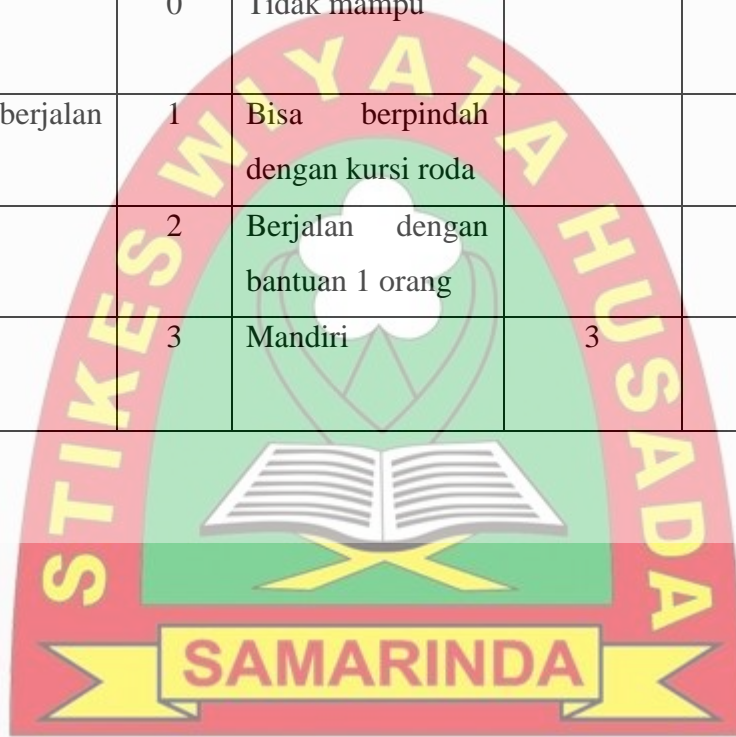 0 Tidak mampu
berjalan 1 Bisa berpindah
dengan kursi roda
2 Berjalan dengan
bantuan 1 orang
3 Mandiri 3
STIKES WIYATA HUSADA
SAMARINDA